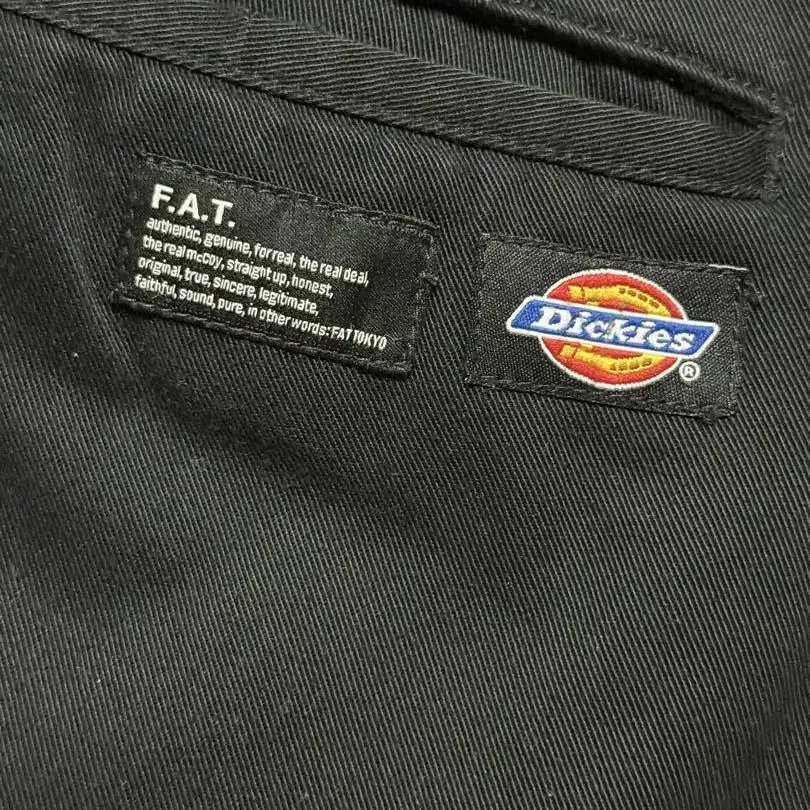 F.A.T.
authentic, genuine, for real, the real deal,
the real mccoy, straight up, honest,
original, true, sincere, legitimate,
faithful, sound, pure, in other words: FAT TOKYO
Dickies
®